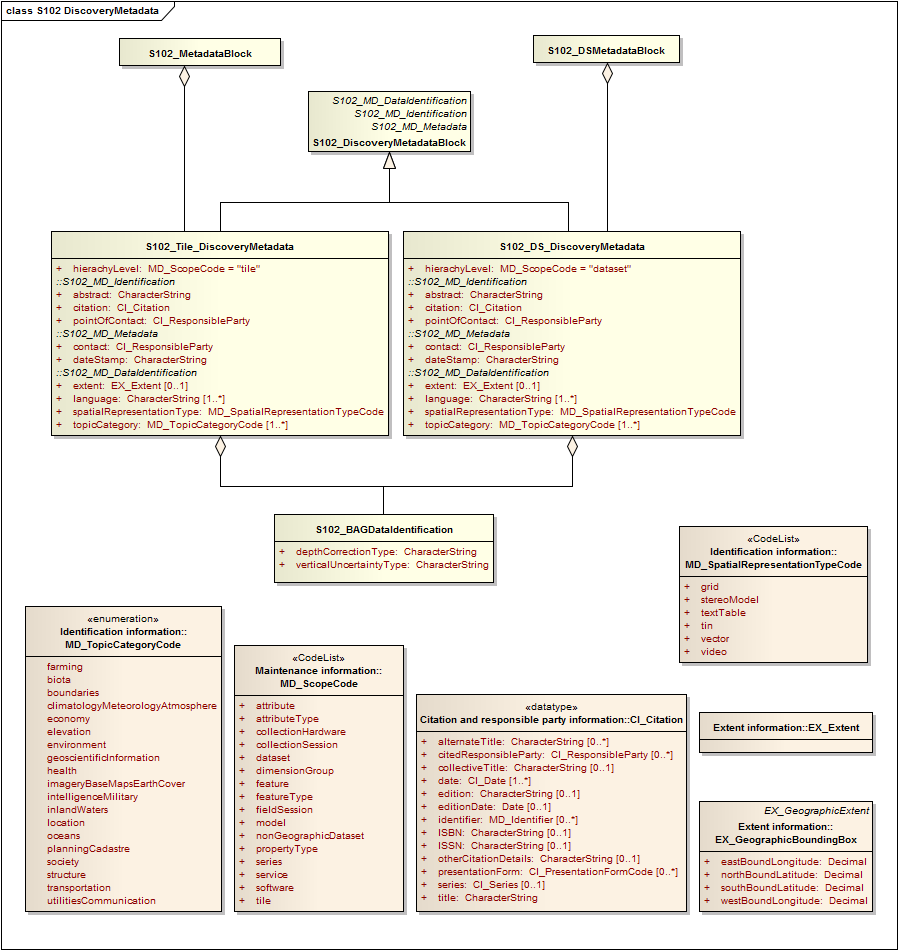 class S102 DiscoveryMetadata
S102_MetadataBlock
S102_DSMetadataBlock
S102_MD_DataIdentification
S102_MD_Identification
S102_MD_Metadata
S102_DiscoveryMetadataBlock
S102_Tile_DiscoveryMetadata
+ hierachyLevel: MD_ScopeCode = "tile"
::S102_MD_Identification
+ abstract: CharacterString
+ citation: CI_Citation
+ pointOfContact: CI_ResponsibleParty
::S102_MD_Metadata
+ contact: CI_ResponsibleParty
+ dateStamp: CharacterString
::S102_MD_DataIdentification
+ extent: EX_Extent [0..1]
+ language: CharacterString [1..*]
+ spatialRepresentationType: MD_SpatialRepresentationTypeCode
+ topicCategory: MD_TopicCategoryCode [1..*]
S102_DS_DiscoveryMetadata
+ hierachyLevel: MD_ScopeCode = "dataset"
::S102_MD_Identification
+ abstract: CharacterString
+ citation: CI_Citation
+ pointOfContact: CI_ResponsibleParty
::S102_MD_Metadata
+ contact: CI_ResponsibleParty
+ dateStamp: CharacterString
::S102_MD_DataIdentification
+ extent: EX_Extent [0..1]
+ language: CharacterString [1..*]
+ spatialRepresentationType: MD_SpatialRepresentationTypeCode
+ topicCategory: MD_TopicCategoryCode [1..*]
S102_BAGDataIdentification
+ depthCorrectionType: CharacterString
+ verticalUncertaintyType: CharacterString
«CodeList»
Identification information::
MD_SpatialRepresentationTypeCode
+ grid
+ stereoModel
+ textTable
+ tin
+ vector
+ video
«enumeration»
Identification information::
MD_TopicCategoryCode
farming
biota
boundaries
climatologyMeteorologyAtmosphere
economy
elevation
environment
geoscientificInformation
health
imageryBaseMapsEarthCover
intelligenceMilitary
inlandWaters
location
oceans
planningCadastre
society
structure
transportation
utilitiesCommunication
«CodeList»
Maintenance information::
MD_ScopeCode
+ attribute
+ attributeType
+ collectionHardware
+ collectionSession
+ dataset
+ dimensionGroup
+ feature
+ featureType
+ fieldSession
+ model
+ nonGeographicDataset
+ propertyType
+ series
+ service
+ software
+ tile
«datatype»
Citation and responsible party information::CI_Citation
+ alternateTitle: CharacterString [0..*]
+ citedResponsibleParty: CI_ResponsibleParty [0..*]
+ collectiveTitle: CharacterString [0..1]
+ date: CI_Date [1..*]
+ edition: CharacterString [0..1]
+ editionDate: Date [0..1]
+ identifier: MD_Identifier [0..*]
+ ISBN: CharacterString [0..1]
+ ISSN: CharacterString [0..1]
+ otherCitationDetails: CharacterString [0..1]
+ presentationForm: CI_PresentationFormCode [0..*]
+ series: CI_Series [0..1]
+ title: CharacterString
Extent information::EX_Extent
EX_GeographicExtent
Extent information::
EX_GeographicBoundingBox
+ eastBoundLongitude: Decimal
+ northBoundLatitude: Decimal
+ southBoundLatitude: Decimal
+ westBoundLongitude: Decimal